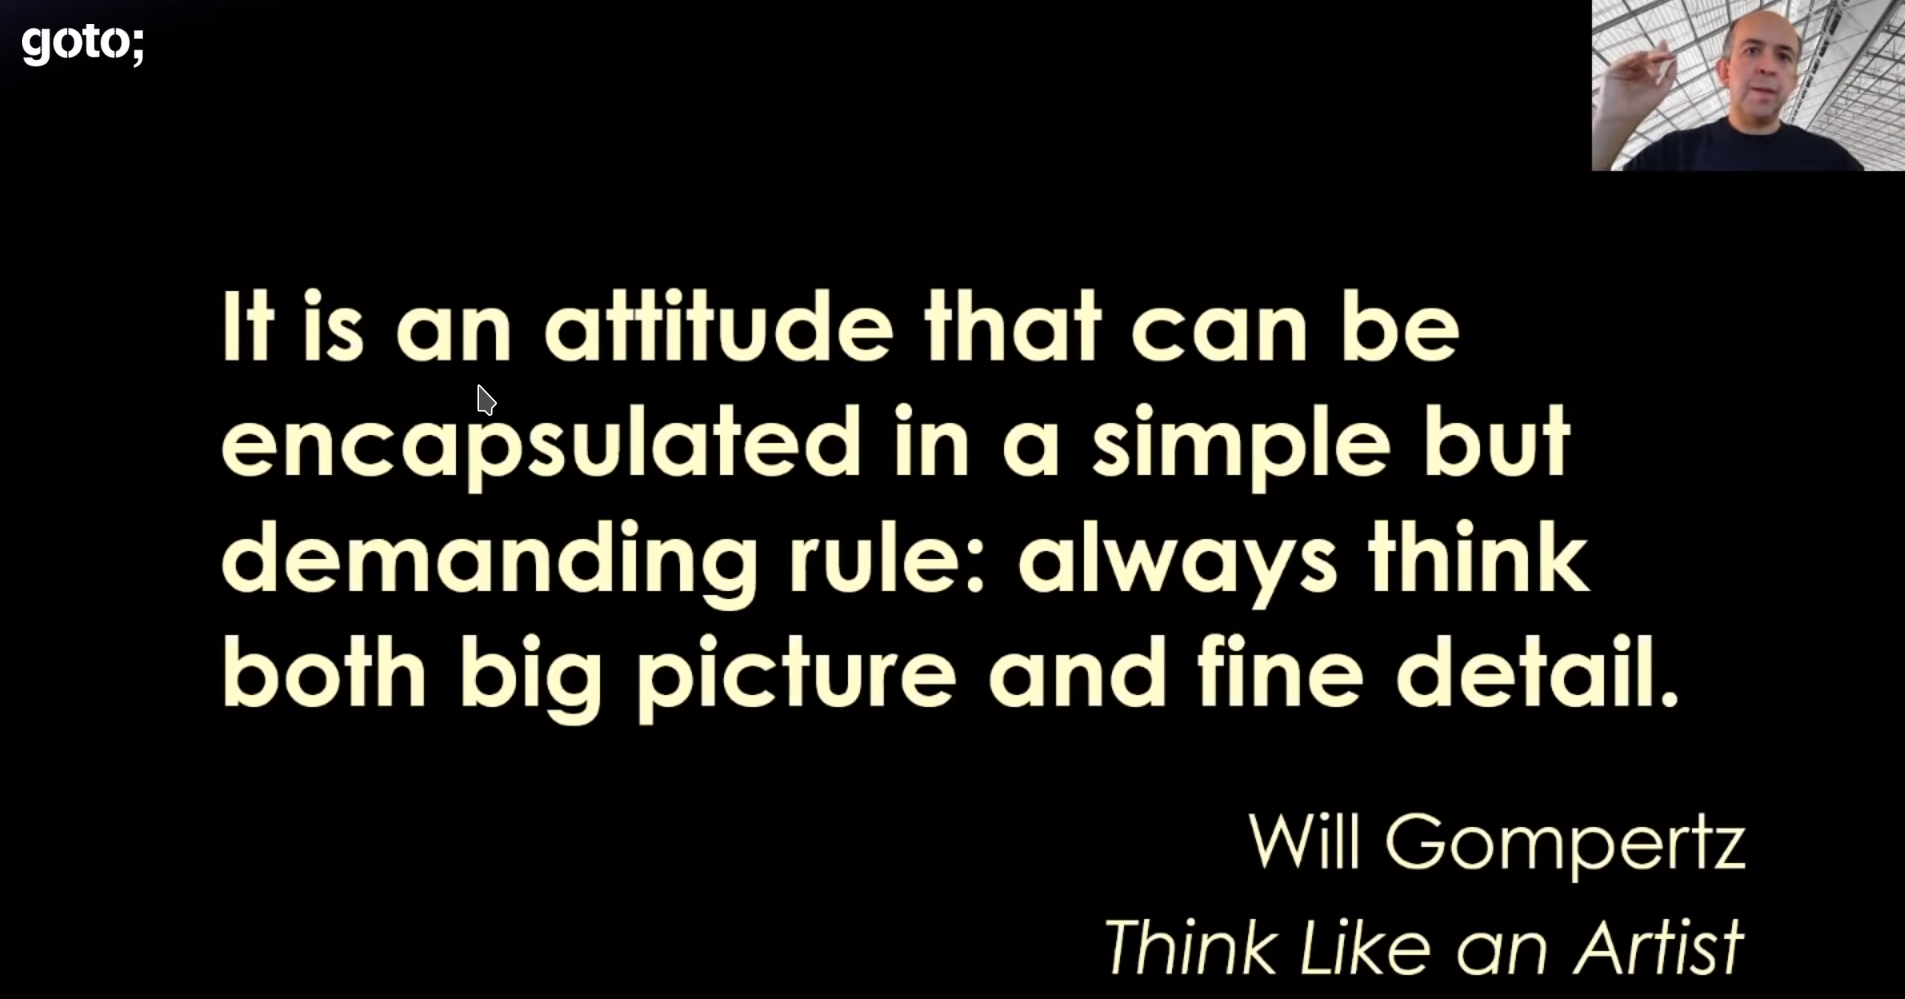 goto;
It is an attitude that can be
encapsulated in a simple but
demanding rule: always think
both big picture and fine detail.
Will Gompertz
Think Like an Artist